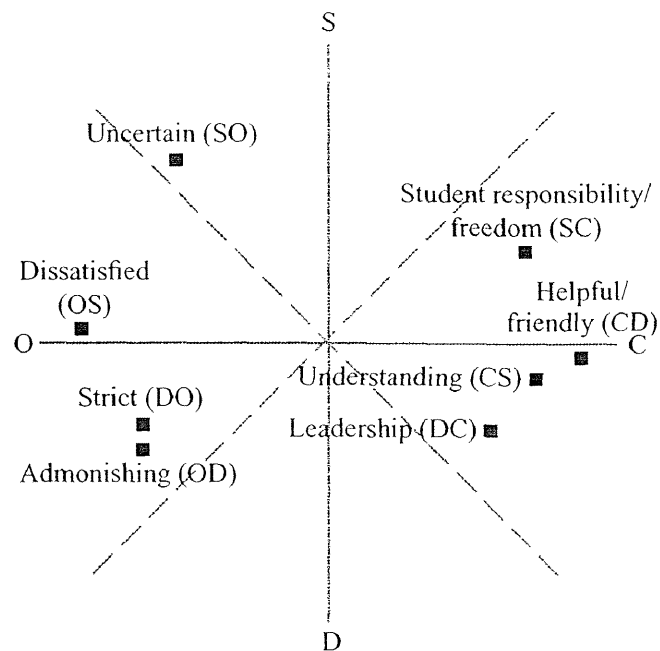 S
Uncertain (SO)
Student responsibility/
freedom (SC)
Dissatisfied
(OS)
Helpful/
friendly (CD)
O
C
Understanding (CS)
Strict (DO)
Leadership (DC)
Admonishing (OD)
D